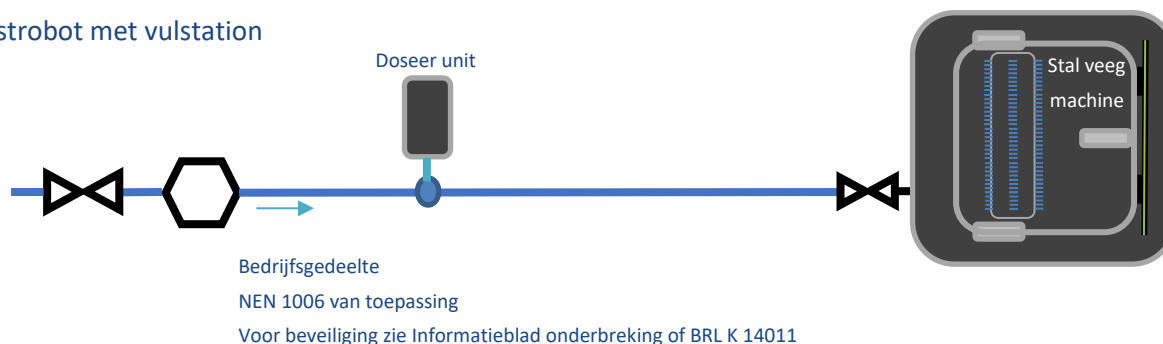 strobot met vulstation
Doseer unit
Stal veeg
machine
Bedrijfsgedeelte
NEN 1006 van toepassing
Voor beveiliging zie Informatieblad onderbreking of BRL K 14011